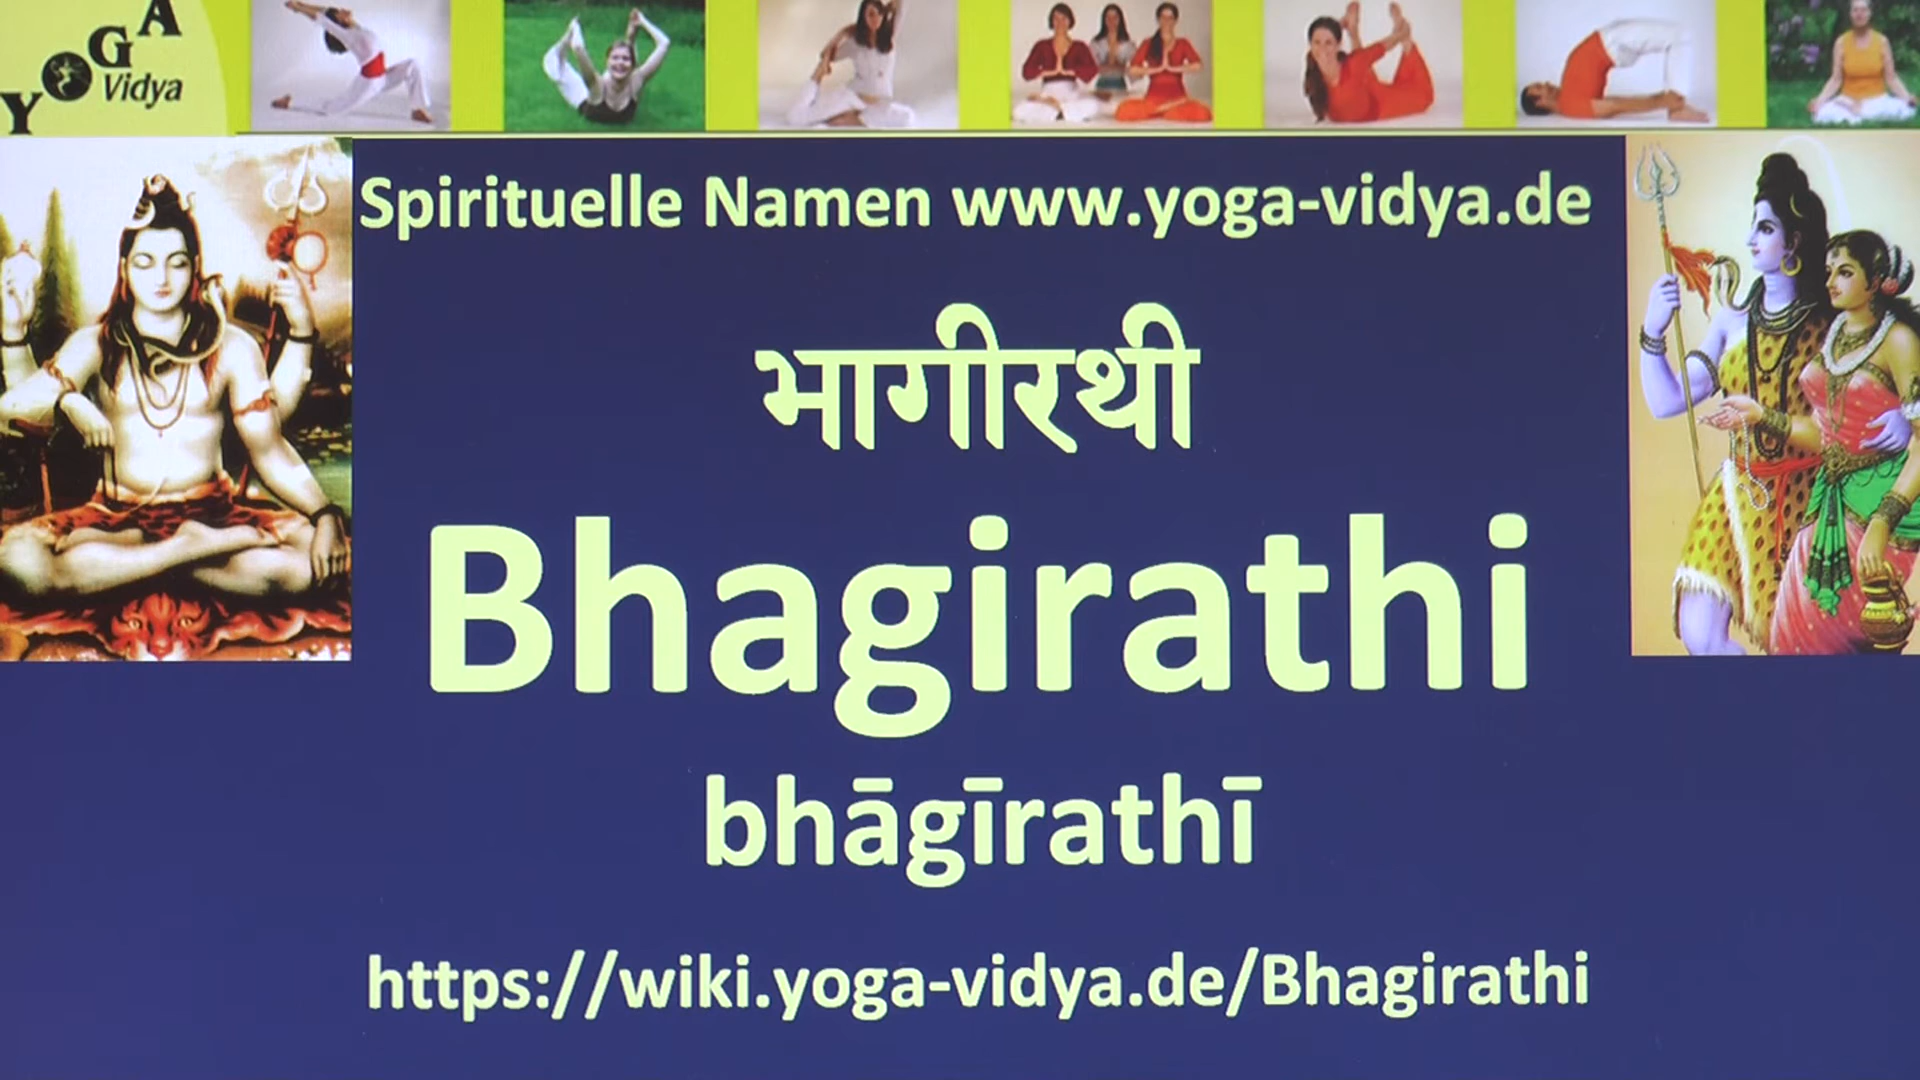 YOGA
Vidya
Spirituelle Namen www.yoga-vidya.de
भागीरथी
Bhagirathi
bhāgīrathī
https://wiki.yoga-vidya.de/Bhagirathi